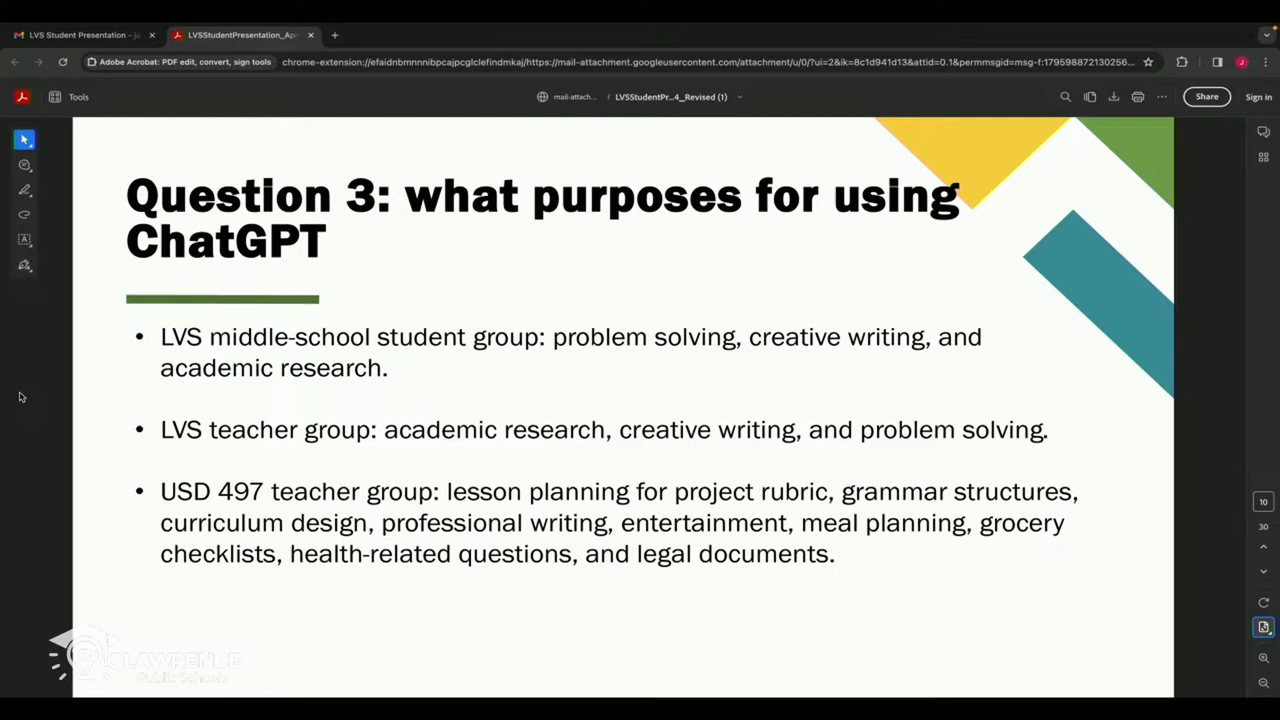 LVS Student Presentation - j
LVSStudentPresentation_Apr
Adobe Acrobat: PDF edit, convert, sign tools
chrome-extension://efaidnbmnnnibpcajpcglclefindmkaj/https://mail-attachment.googleusercontent.com/attachment/u/0/?ui=2&ik=8c1d941d13&attid=0.1&permmsgid=msg-f:179598872130256...
J
Tools
mail-attach...
/ LVSStudentPr...4_Revised (1)
Share
Sign in
Question 3: what purposes for using
ChatGPT
• LVS middle-school student group: problem solving, creative writing, and
academic research.
• LVS teacher group: academic research, creative writing, and problem solving.
• USD 497 teacher group: lesson planning for project rubric, grammar structures,
curriculum design, professional writing, entertainment, meal planning, grocery
checklists, health-related questions, and legal documents.
10
30
LAWRENCE
Public Schools